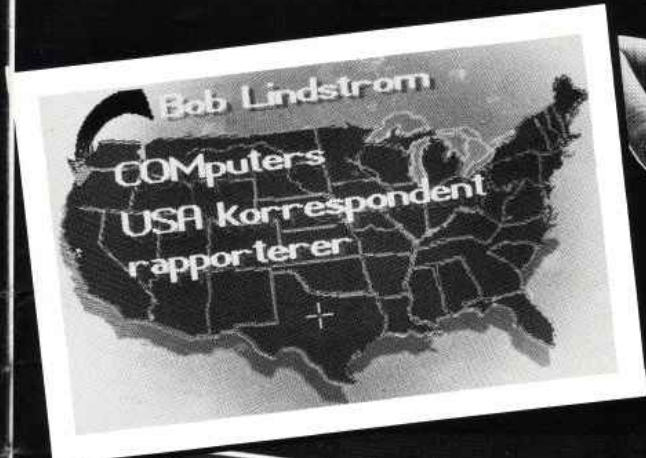 Bob Lindstrom
COMputers
USA korrespondent
rapporterer